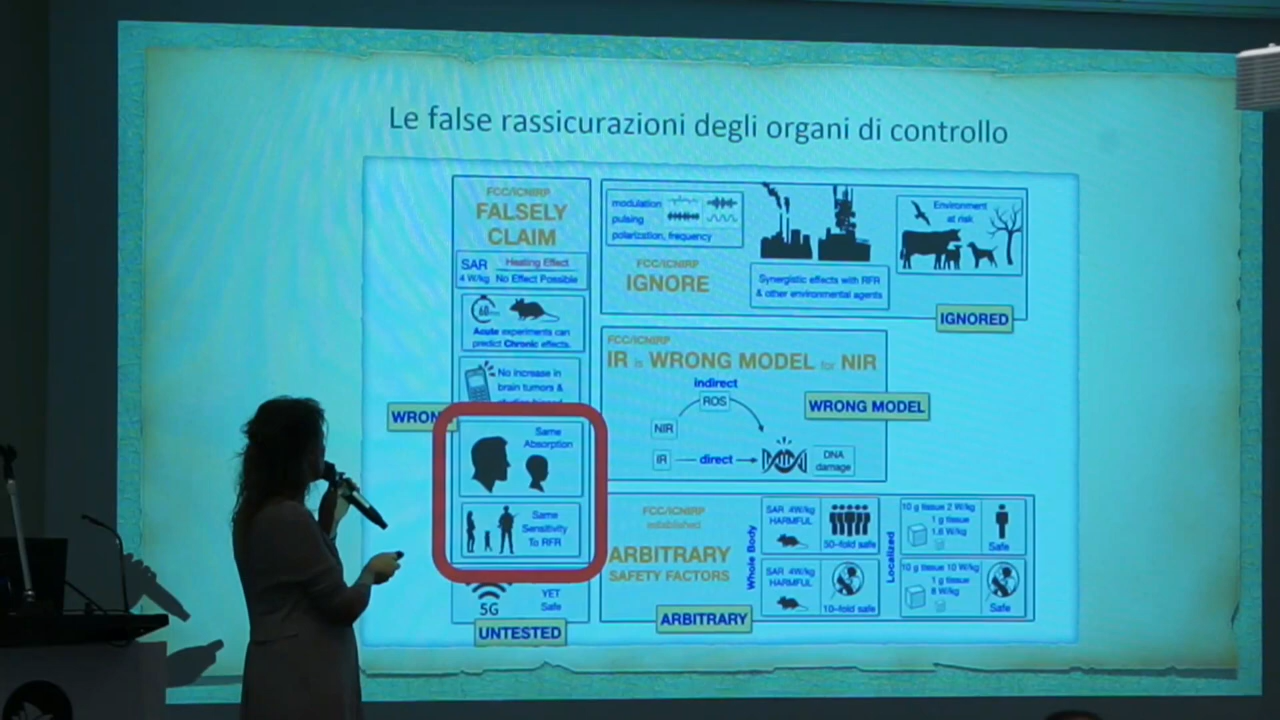 Le false rassicurazioni degli organi di controllo
FCC/ICNIRP
FALSELY
CLAIM
SAR
4 W/kg
Heating Effect
No Effect Possible
60min
Acute experiments can
predict Chronic effects.
No increase in
brain tumors &
WRON
Same
Absorption
Same
Sensitivity
To RFR
5G
YET
Safe
UNTESTED
modulation
pulsing
polarization, frequency
FCC/ICNIRP
IGNORE
Synergistic effects with RFR
& other environmental agents
Environment
at risk
IGNORED
FCC/ICNIRP
IR is WRONG MODEL for NIR
indirect
ROS
NIR
IR
direct
DNA
damage
WRONG MODEL
FCC/ICNIRP
established
ARBITRARY
SAFETY FACTORS
ARBITRARY
Whole Body
SAR 4W/kg
HARMFUL
50-fold safe
SAR 4W/kg
HARMFUL
10-fold safe
Localized
10 g tissue 2 W/kg
1 g tissue
1.6 W/kg
Safe
10 g tissue 10 W/kg
1 g tissue
8 W/kg
Safe